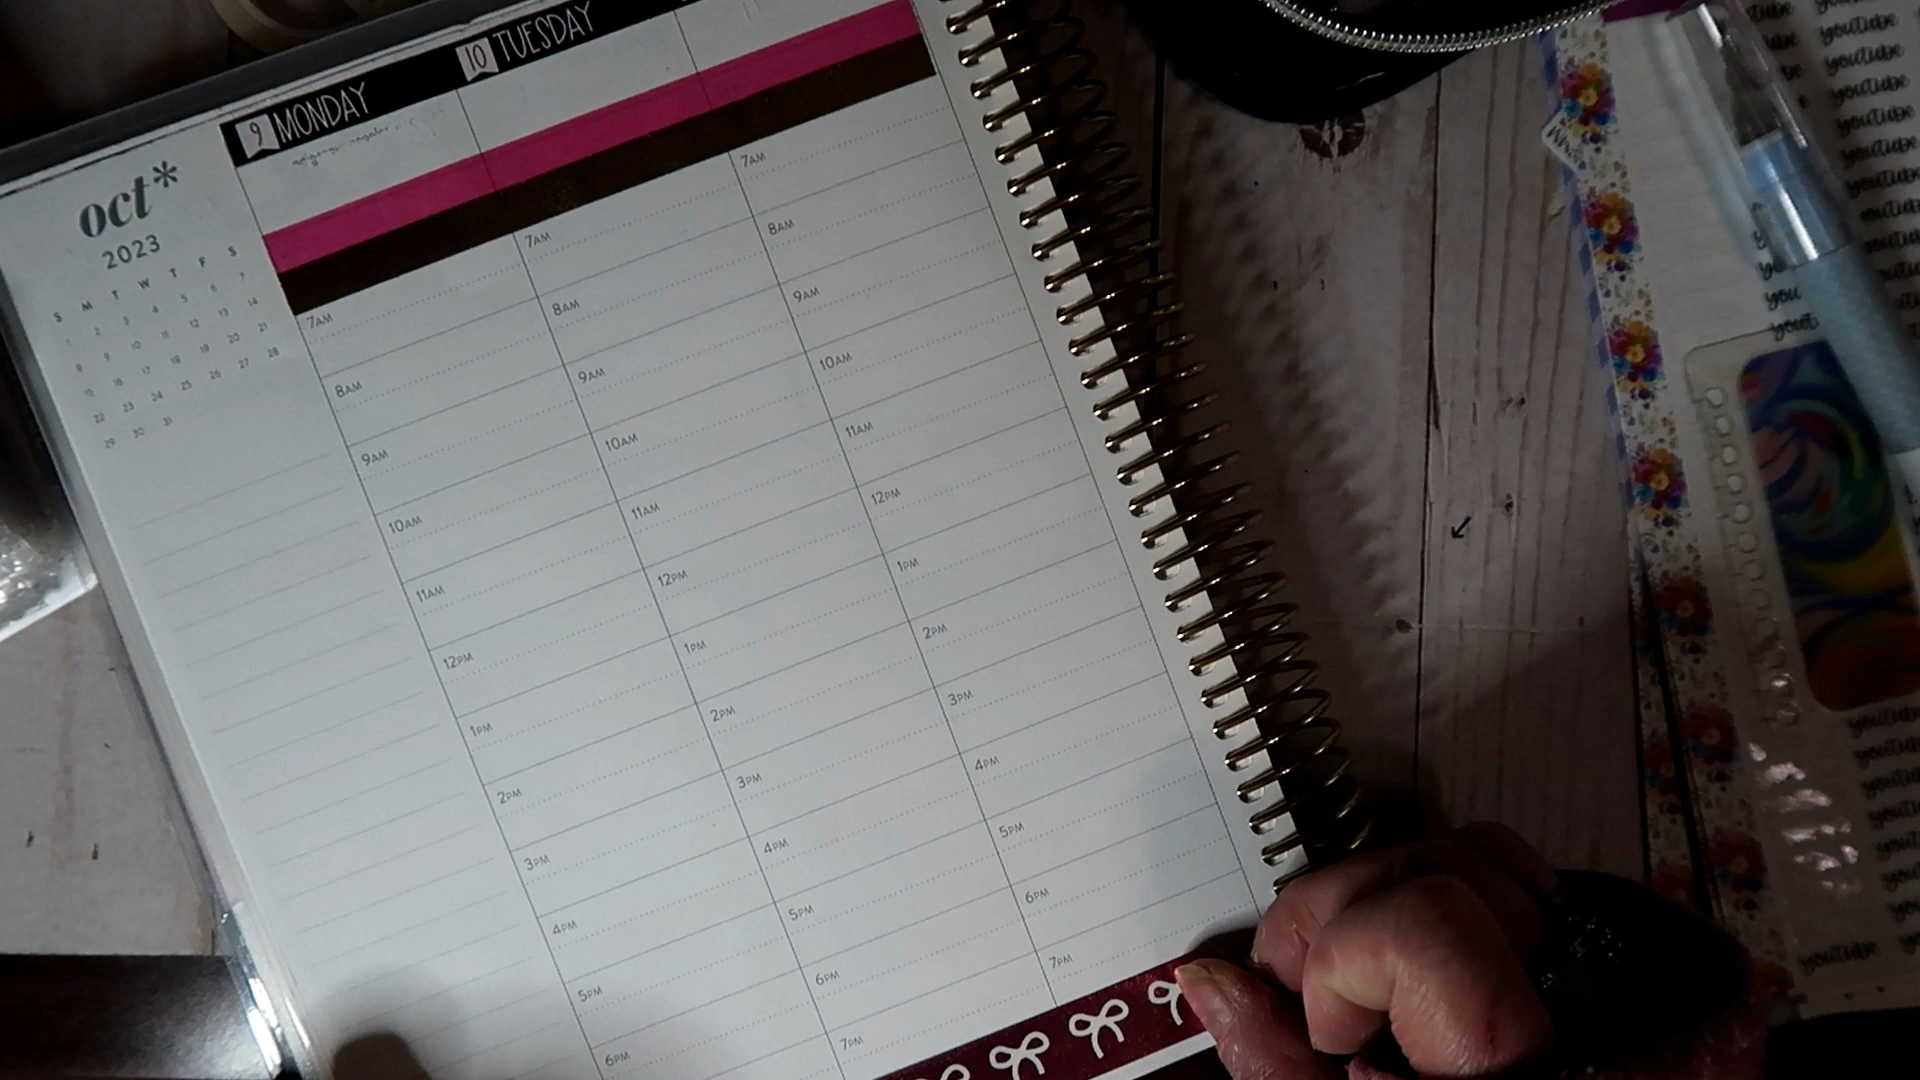 9 MONDAY
10 TUESDAY
oct*
2023
S M T W T F S
1 2 3 4 5 6 7
8 9 10 11 12 13 14
15 16 17 18 19 20 21
22 23 24 25 26 27 28
29 30 31
7AM
8AM
9AM
10AM
11AM
12PM
1PM
2PM
3PM
4PM
5PM
6PM
7AM
8AM
9AM
10AM
11AM
12PM
1PM
2PM
3PM
4PM
5PM
6PM
7PM
7AM
8AM
9AM
10AM
11AM
12PM
1PM
2PM
3PM
4PM
5PM
6PM
7PM
youtube
youtube
youtube
youtube
youtube
youtube
youtube
youtube
youtube